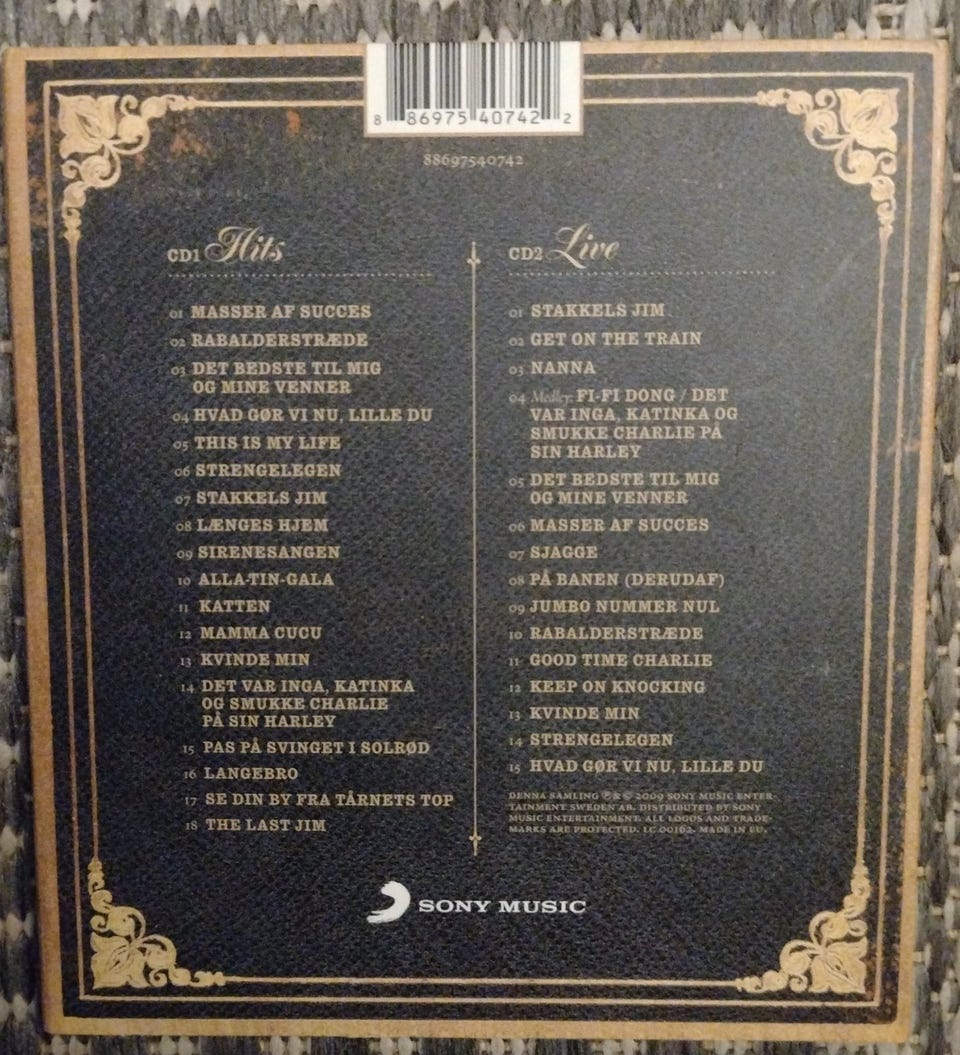 8 86975 40742 2
88697540742
CD1 Hits
01 MASSER AF SUCCES
02 RABALDERSTRÆDE
03 DET BEDSTE TIL MIG
OG MINE VENNER
04 HVAD GØR VI NU, LILLE DU
05 THIS IS MY LIFE
06 STRENGELEGEN
07 STAKKELS JIM
08 LÆNGES HJEM
09 SIRENESANGEN
10 ALLA-TIN-GALA
11 KATTEN
12 MAMMA CUCU
13 KVINDE MIN
14 DET VAR INGA, KATINKA
OG SMUKKE CHARLIE
PÅ SIN HARLEY
15 PAS PÅ SVINGET I SOLRØD
16 LANGEBRO
17 SE DIN BY FRA TÅRNETS TOP
18 THE LAST JIM
CD2 Live
01 STAKKELS JIM
02 GET ON THE TRAIN
03 NANNA
04 Medley: FI-FI DONG / DET
VAR INGA, KATINKA OG
SMUKKE CHARLIE PÅ
SIN HARLEY
05 DET BEDSTE TIL MIG
OG MINE VENNER
06 MASSER AF SUCCES
07 SJAGGE
08 PÅ BANEN (DERUDAF)
09 JUMBO NUMMER NUL
10 RABALDERSTRÆDE
11 GOOD TIME CHARLIE
12 KEEP ON KNOCKING
13 KVINDE MIN
14 STRENGELEGEN
15 HVAD GØR VI NU, LILLE DU
DENNA SAMLING ℗ & © 2009 SONY MUSIC ENTER-
TAINMENT SWEDEN AB. DISTRIBUTED BY SONY
MUSIC ENTERTAINMENT. ALL LOGOS AND TRADE-
MARKS ARE PROTECTED. LC 00162. MADE IN EU.
SONY MUSIC